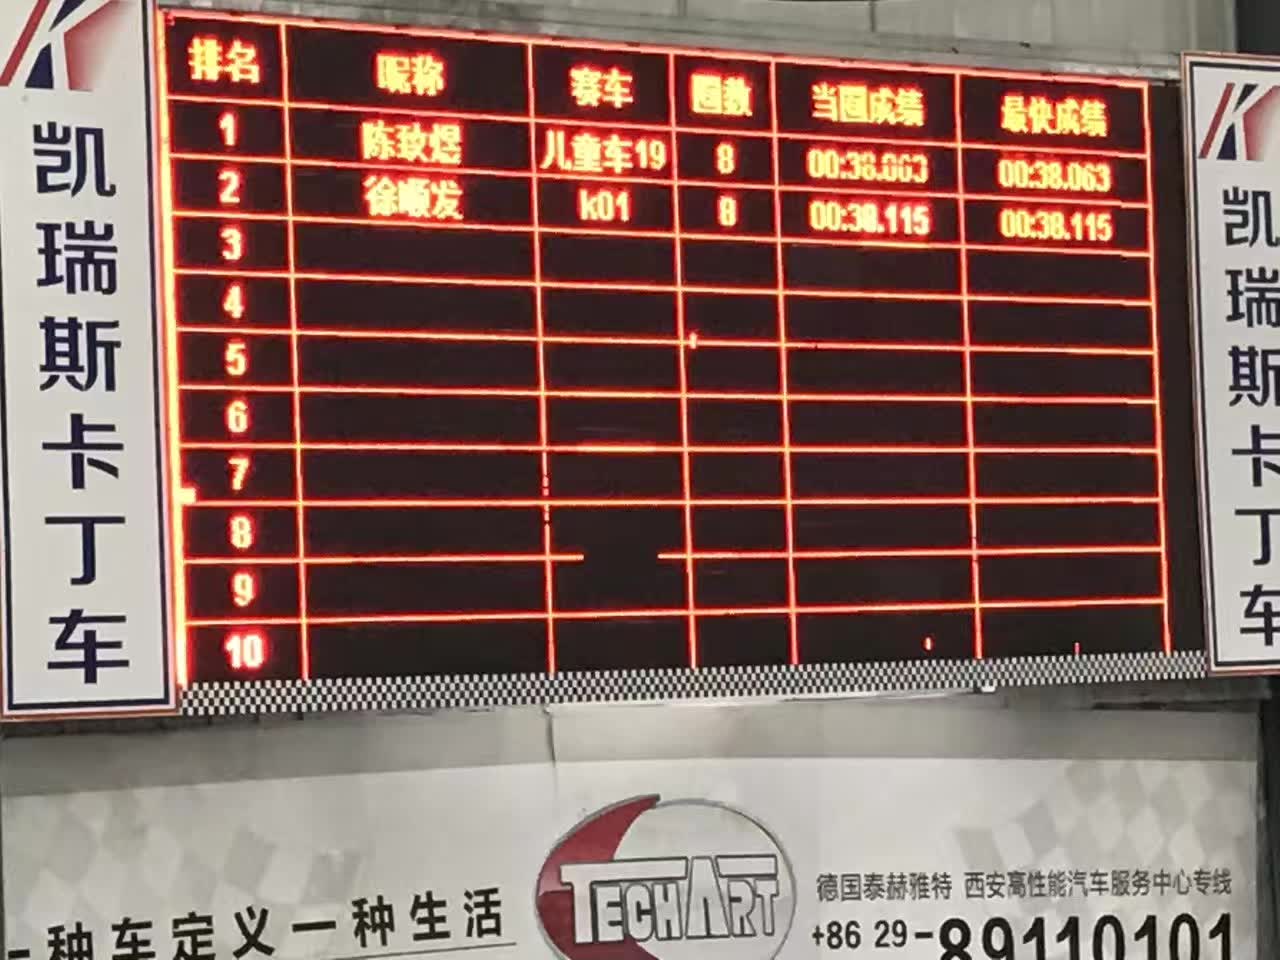 凯瑞斯卡丁车
排名 昵称 赛车 圈数 当圈成绩 最快成绩
1 陈玫煜 儿童车19 8 00:38.063 00:38.063
2 徐顺发 k01 8 00:38.115 00:38.115
3
4
5
6
7
8
9
10
凯瑞斯卡丁车
一种车定义一种生活
TECHART
德国泰赫雅特 西安高性能汽车服务中心专线
+86 29-89110101